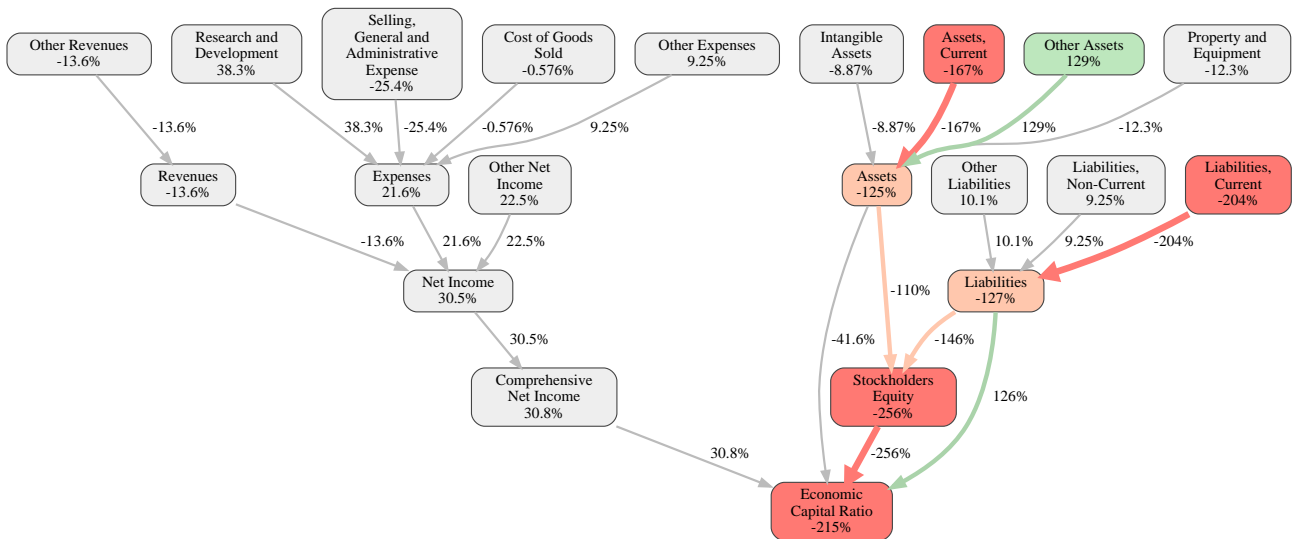 Other Revenues
-13.6%
Research and
Development
38.3%
Selling,
General and
Administrative
Expense
-25.4%
Cost of Goods
Sold
-0.576%
Other Expenses
9.25%
Intangible
Assets
-8.87%
Assets,
Current
-167%
Other Assets
129%
Property and
Equipment
-12.3%
-13.6%
38.3%
-25.4%
-0.576%
9.25%
-8.87%
-167%
129%
-12.3%
Revenues
-13.6%
Expenses
21.6%
Other Net
Income
22.5%
Assets
-125%
Other
Liabilities
10.1%
Liabilities,
Non-Current
9.25%
Liabilities,
Current
-204%
-13.6%
21.6%
22.5%
10.1%
9.25%
-204%
Net Income
30.5%
-110%
Liabilities
-127%
30.5%
-41.6%
-146%
Comprehensive
Net Income
30.8%
Stockholders
Equity
-256%
126%
30.8%
-256%
Economic
Capital Ratio
-215%